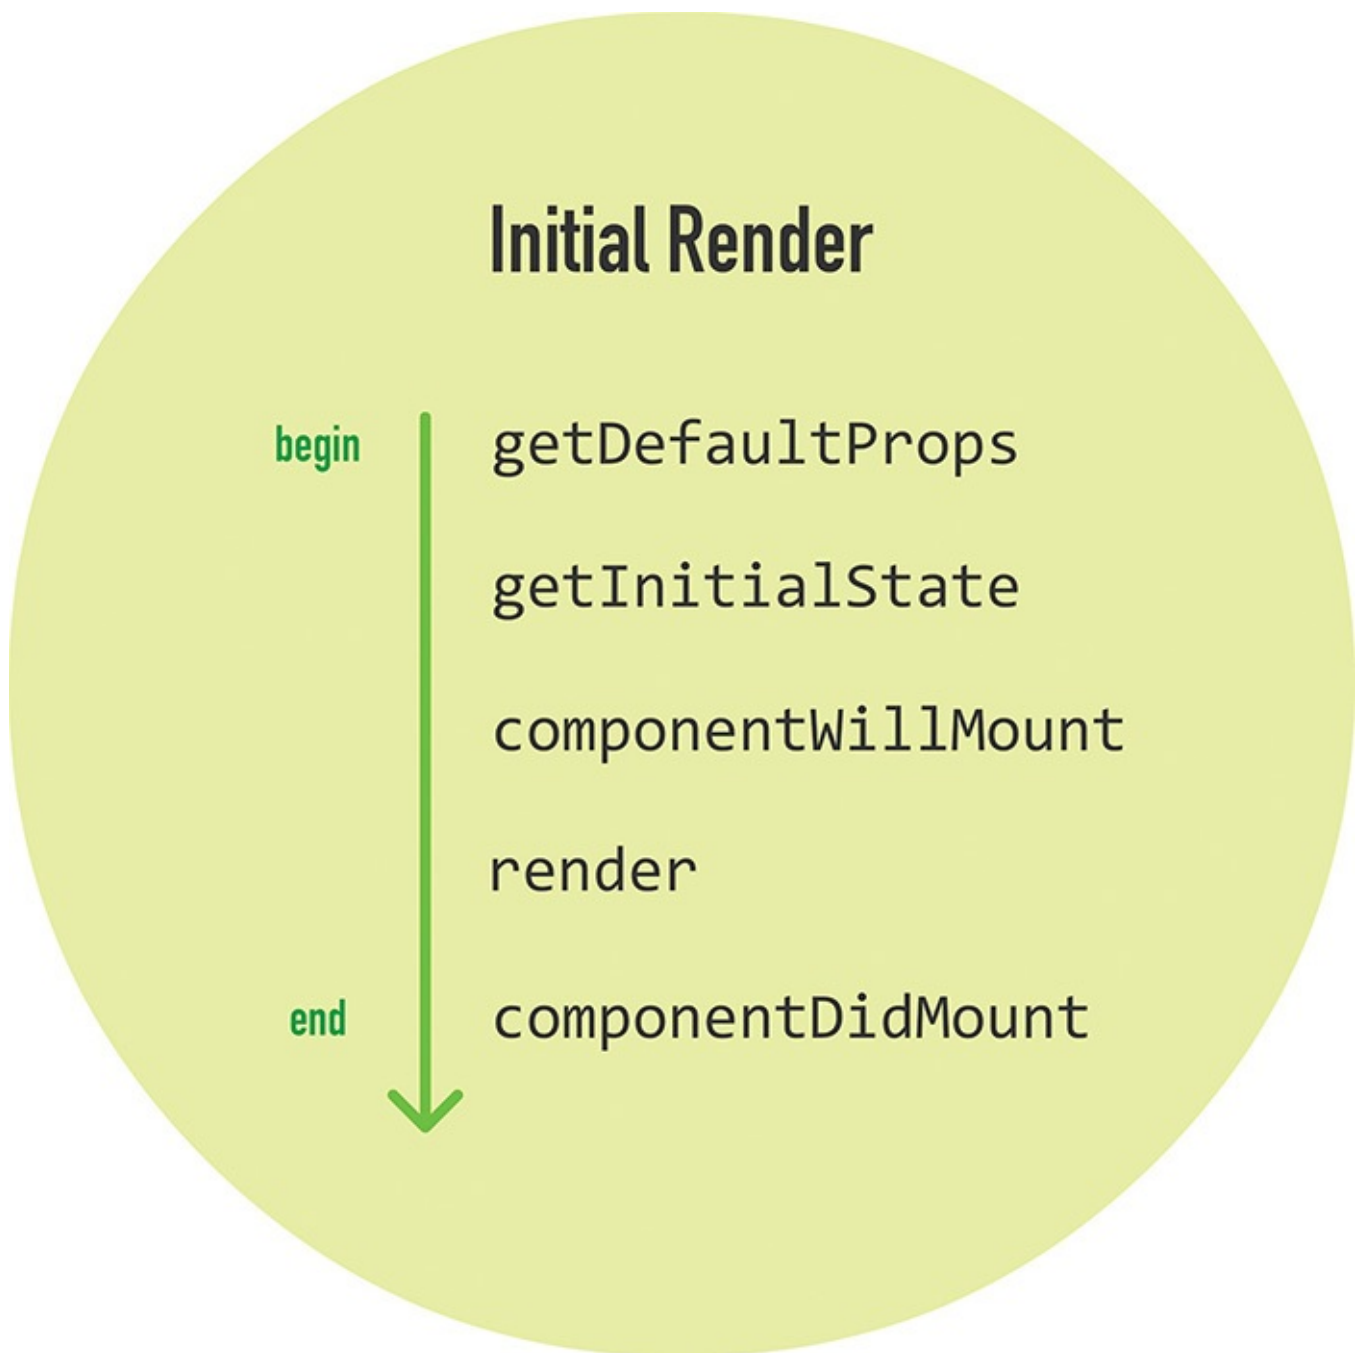 Initial Render
begin getDefaultProps
getInitialState
componentWillMount
render
end componentDidMount